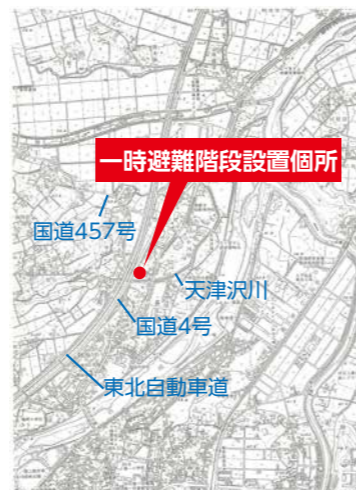 一時避難階段設置個所
国道457号
天津沢川
国道4号
東北自動車道